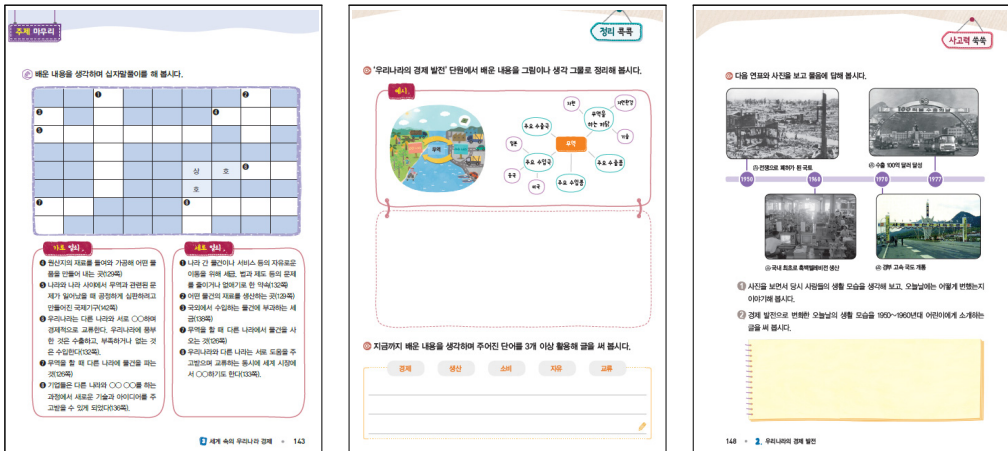 주제 마무리
배운 내용을 생각하며 십자말풀이를 해 봅시다.
❶
❷
❸
❹
❺
❻
상 호
호
❼
❽
가로 열쇠
❹ 원산지의 재료를 들여와 가공해 어떤 물
품을 만들어 내는 곳(129쪽)
❺ 나라와 나라 사이에서 무역과 관련된 문
제가 일어났을 때 공정하게 심판하려고
만들어진 국제기구(142쪽)
❻ 우리나라는 다른 나라와 서로 ○○하며
경제적으로 교류한다. 우리나라에 풍부
한 것은 수출하고, 부족하거나 없는 것
은 수입한다(132쪽).
❼ 무역을 할 때 다른 나라에 물건을 파는
것(126쪽)
❽ 기업들은 다른 나라와 ○○ ○○를 하는
과정에서 새로운 기술과 아이디어를 주
고받을 수 있게 되었다(136쪽).
세로 열쇠
❶ 나라 간 물건이나 서비스 등의 자유로운
이동을 위해 세금, 법과 제도 등의 문제
를 줄이거나 없애기로 한 약속(132쪽)
❷ 어떤 물건의 재료를 생산하는 곳(129쪽)
❸ 국외에서 수입하는 물건에 부과하는 세
금(138쪽)
❼ 무역을 할 때 다른 나라에서 물건을 사
오는 것(126쪽)
❽ 우리나라와 다른 나라는 서로 도움을 주
고받으며 교류하는 동시에 세계 시장에
서 ○○하기도 한다(133쪽).
세계 속의 우리나라 경제 • 143
정리 콕콕
'우리나라의 경제 발전' 단원에서 배운 내용을 그림이나 생각 그물로 정리해 봅시다.
예시
무역
자원
자연환경
무역을
하는 까닭
기술
주요 수출국
무역
일본
주요 수입국
중국
미국
주요 수출품
주요 수입품
지금까지 배운 내용을 생각하며 주어진 단어를 3개 이상 활용해 글을 써 봅시다.
경제 생산 소비 자유 교류
사고력 쑥쑥
다음 연표와 사진을 보고 물음에 답해 봅시다.
전쟁으로 폐허가 된 국토
수출 100억 달러 달성
1950 1960 1970 1977
국내 최초로 흑백텔레비전 생산
경부 고속 국도 개통
1 사진을 보면서 당시 사람들의 생활 모습을 생각해 보고, 오늘날에는 어떻게 변했는지
이야기해 봅시다.
2 경제 발전으로 변화한 오늘날의 생활 모습을 1950~1960년대 어린이에게 소개하는
글을 써 봅시다.
148 • 2. 우리나라의 경제 발전